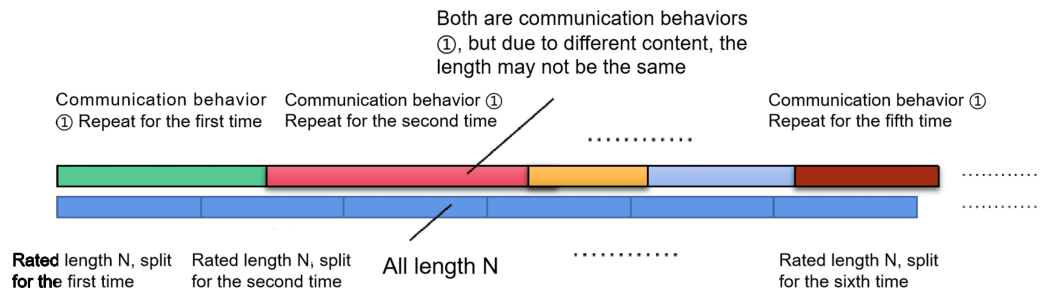 Both are communication behaviors
①, but due to different content, the
length may not be the same
Communication behavior
① Repeat for the first time
Communication behavior ①
Repeat for the second time
Communication behavior ①
Repeat for the fifth time
Rated length N, split
for the first time
Rated length N, split
for the second time
All length N
Rated length N, split
for the sixth time